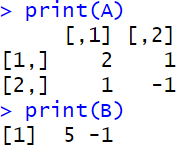 > print(A)
     [,1] [,2]
[1,]    2    1
[2,]    1   -1
> print(B)
[1]  5 -1